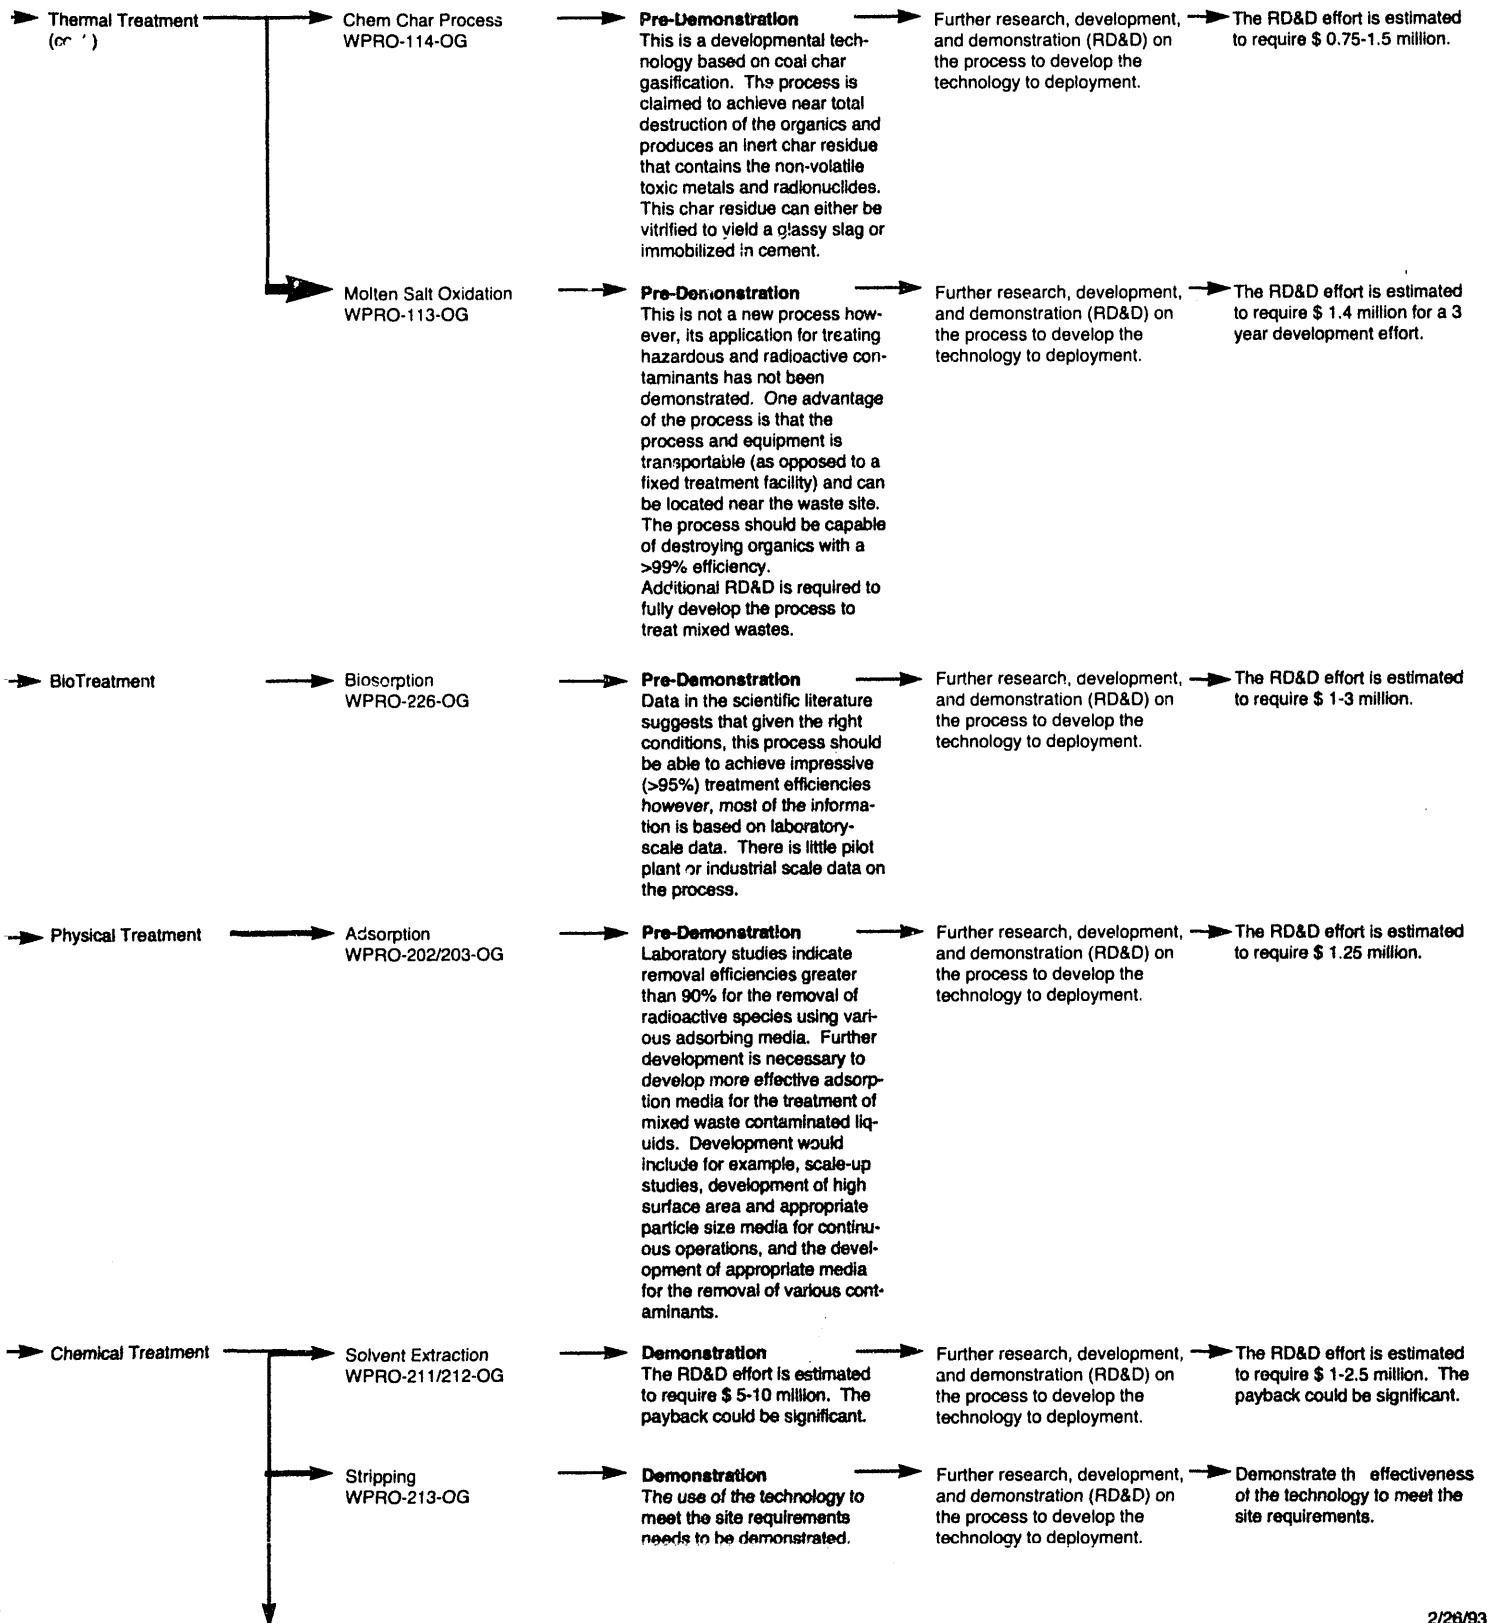 Thermal Treatment
Chem Char Process
WPRO-114-OG
Pre-Demonstration
This is a developmental tech-
nology based on coal char
gasification. The process is
claimed to achieve near total
destruction of the organics and
produces an inert char residue
that contains the non-volatile
toxic metals and radionuclides.
This char residue can either be
vitrified to yield a glassy slag or
immobilized in cement.
Further research, development,
and demonstration (RD&D) on
the process to develop the
technology to deployment.
The RD&D effort is estimated
to require $ 0.75-1.5 million.
Molten Salt Oxidation
WPRO-113-OG
Pre-Demonstration
This is not a new process how-
ever, its application for treating
hazardous and radioactive con-
taminants has not been
demonstrated. One advantage
of the process is that the
process and equipment is
transportable (as opposed to a
fixed treatment facility) and can
be located near the waste site.
The process should be capable
of destroying organics with a
>99% efficiency.
Additional RD&D is required to
fully develop the process to
treat mixed wastes.
Further research, development,
and demonstration (RD&D) on
the process to develop the
technology to deployment.
The RD&D effort is estimated
to require $ 1.4 million for a 3
year development effort.
BioTreatment
Biosorption
WPRO-226-OG
Pre-Demonstration
Data in the scientific literature
suggests that given the right
conditions, this process should
be able to achieve impressive
(>95%) treatment efficiencies
however, most of the informa-
tion is based on laboratory-
scale data. There is little pilot
plant or industrial scale data on
the process.
Further research, development,
and demonstration (RD&D) on
the process to develop the
technology to deployment.
The RD&D effort is estimated
to require $ 1-3 million.
Physical Treatment
Adsorption
WPRO-202/203-OG
Pre-Demonstration
Laboratory studies indicate
removal efficiencies greater
than 90% for the removal of
radioactive species using vari-
ous adsorbing media. Further
development is necessary to
develop more effective adsorp-
tion media for the treatment of
mixed waste contaminated liq-
uids. Development would
include for example, scale-up
studies, development of high
surface area and appropriate
particle size media for continu-
ous operations, and the devel-
opment of appropriate media
for the removal of various cont-
aminants.
Further research, development,
and demonstration (RD&D) on
the process to develop the
technology to deployment.
The RD&D effort is estimated
to require $ 1.25 million.
Chemical Treatment
Solvent Extraction
WPRO-211/212-OG
Demonstration
The RD&D effort is estimated
to require $ 5-10 million. The
payback could be significant.
Further research, development,
and demonstration (RD&D) on
the process to develop the
technology to deployment.
The RD&D effort is estimated
to require $ 1-2.5 million. The
payback could be significant.
Stripping
WPRO-213-OG
Demonstration
The use of the technology to
meet the site requirements
needs to be demonstrated.
Further research, development,
and demonstration (RD&D) on
the process to develop the
technology to deployment.
Demonstrate th effectiveness
of the technology to meet the
site requirements.
2/26/93